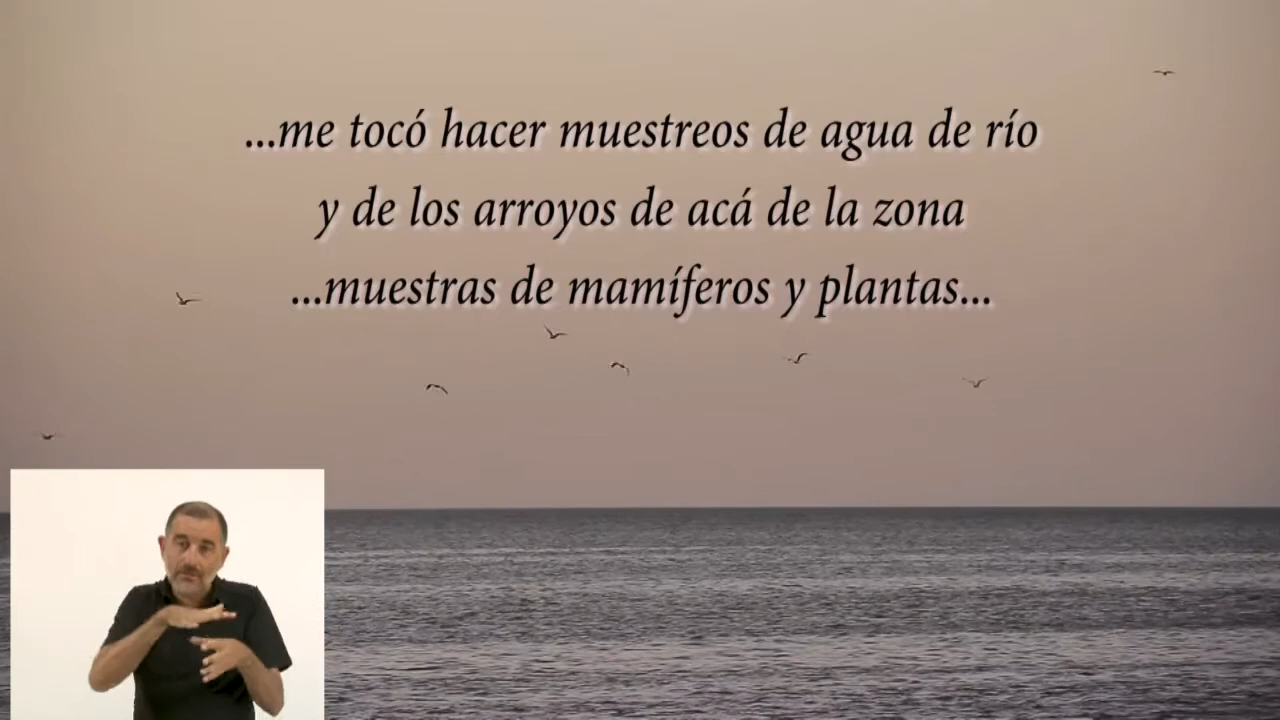 ...me tocó hacer muestreos de agua de río
y de los arroyos de acá de la zona
...muestras de mamíferos y plantas...